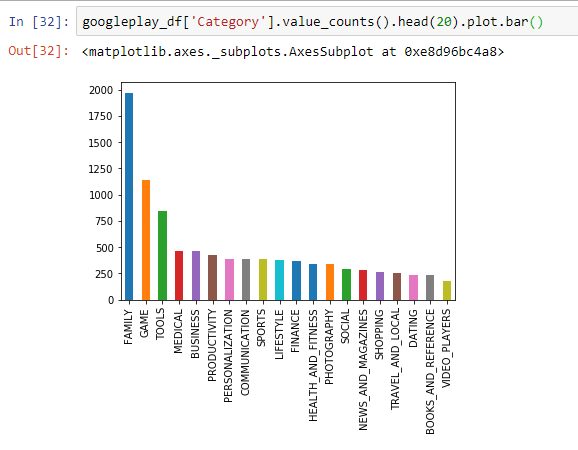 In [32]: googleplay_df['Category'].value_counts().head(20).plot.bar()
Out[32]: <matplotlib.axes._subplots.AxesSubplot at 0xe8d96bc4a8>
2000
1750
1500
1250
1000
750
500
250
0
FAMILY
GAME
TOOLS
MEDICAL
BUSINESS
PRODUCTIVITY
PERSONALIZATION
COMMUNICATION
SPORTS
LIFESTYLE
FINANCE
HEALTH_AND_FITNESS
PHOTOGRAPHY
SOCIAL
NEWS_AND_MAGAZINES
SHOPPING
TRAVEL_AND_LOCAL
DATING
BOOKS_AND_REFERENCE
VIDEO_PLAYERS